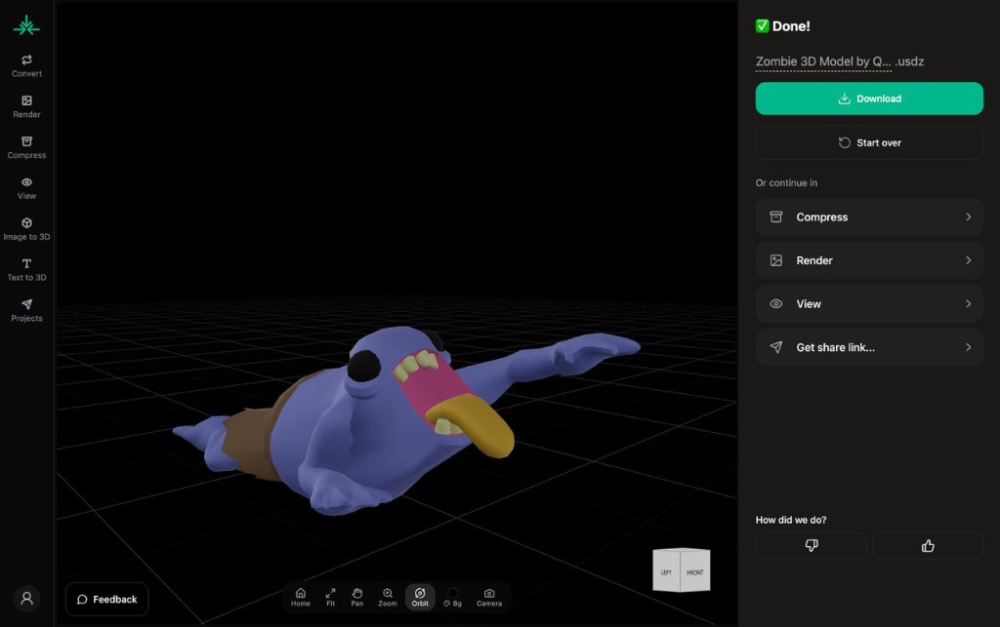 Convert
Render
Compress
View
Image to 3D
Text to 3D
Projects
Feedback
Home
Fit
Pan
Zoom
Orbit
Bg
Camera
LEFT
FRONT
✅ Done!
Zombie 3D Model by Q... .usdz
Download
Start over
Or continue in
Compress
Render
View
Get share link...
How did we do?